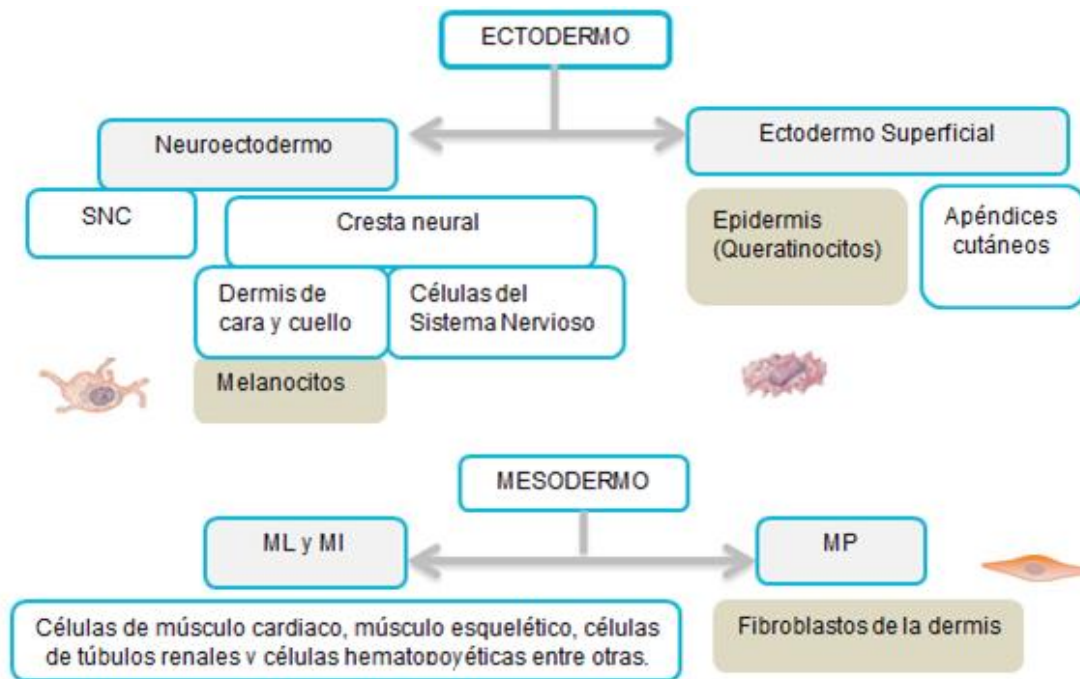 ECTODERMO
Neuroectodermo
Ectodermo Superficial
SNC
Cresta neural
Epidermis
(Queratinocitos)
Apéndices
cutáneos
Dermis de
cara y cuello
Células del
Sistema Nervioso
Melanocitos
MESODERMO
ML y MI
MP
Células de músculo cardiaco, músculo esquelético, células
de túbulos renales y células hematopoyéticas entre otras.
Fibroblastos de la dermis